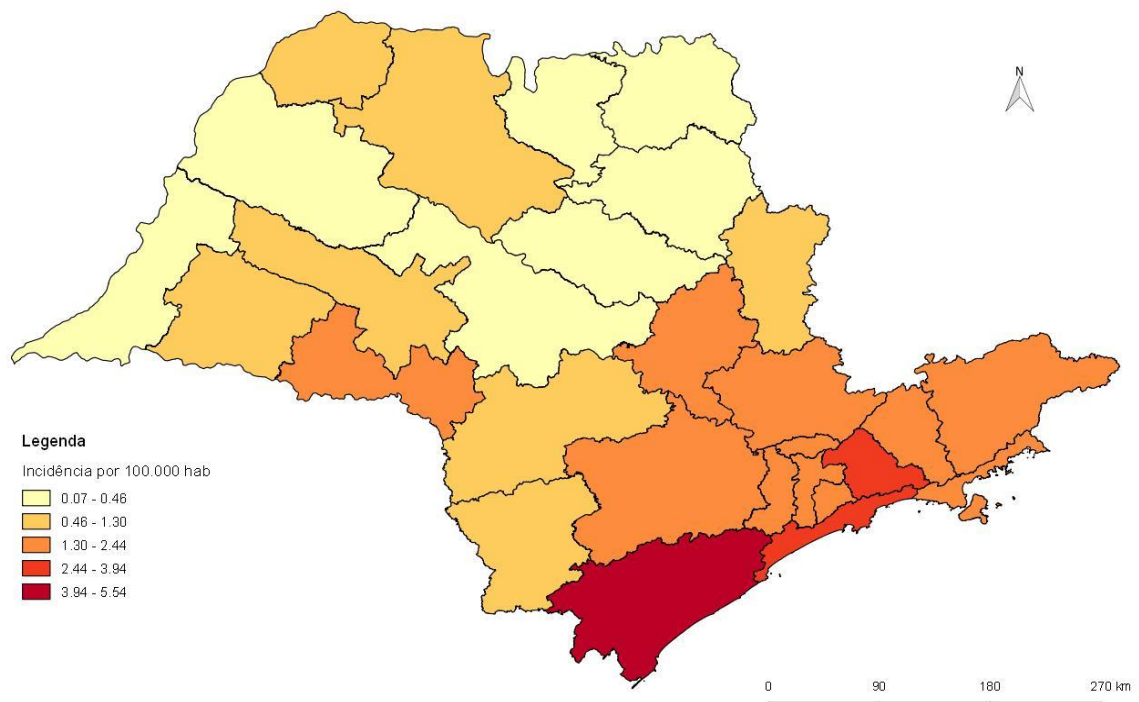 N
Legenda
Incidência por 100.000 hab
0.07 - 0.46
0.46 - 1.30
1.30 - 2.44
2.44 - 3.94
3.94 - 5.54
0 90 180 270 km